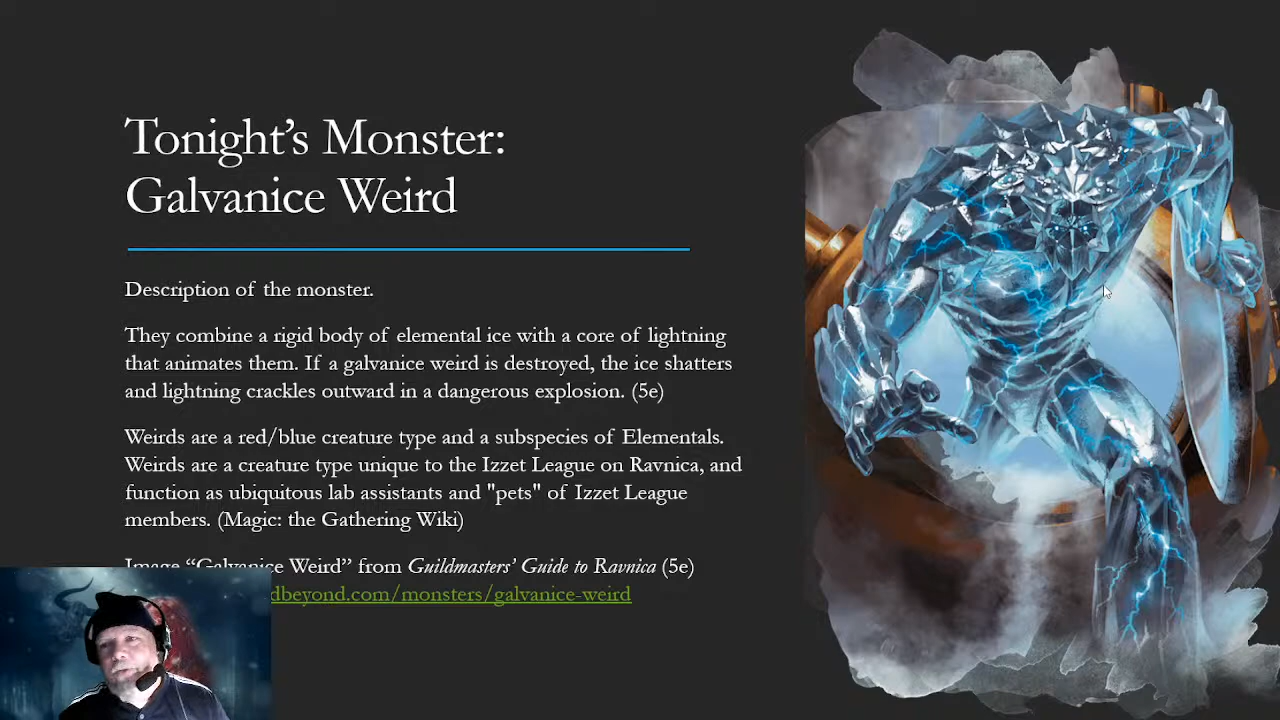 Tonight's Monster:
Galvanice Weird
Description of the monster.
They combine a rigid body of elemental ice with a core of lightning
that animates them. If a galvanice weird is destroyed, the ice shatters
and lightning crackles outward in a dangerous explosion. (5e)
Weirds are a red/blue creature type and a subspecies of Elementals.
Weirds are a creature type unique to the Izzet League on Ravnica, and
function as ubiquitous lab assistants and "pets" of Izzet League
members. (Magic: the Gathering Wiki)
Image “Galvanice Weird” from Guildmasters’ Guide to Ravnica (5e)
dbeyond.com/monsters/galvanice-weird